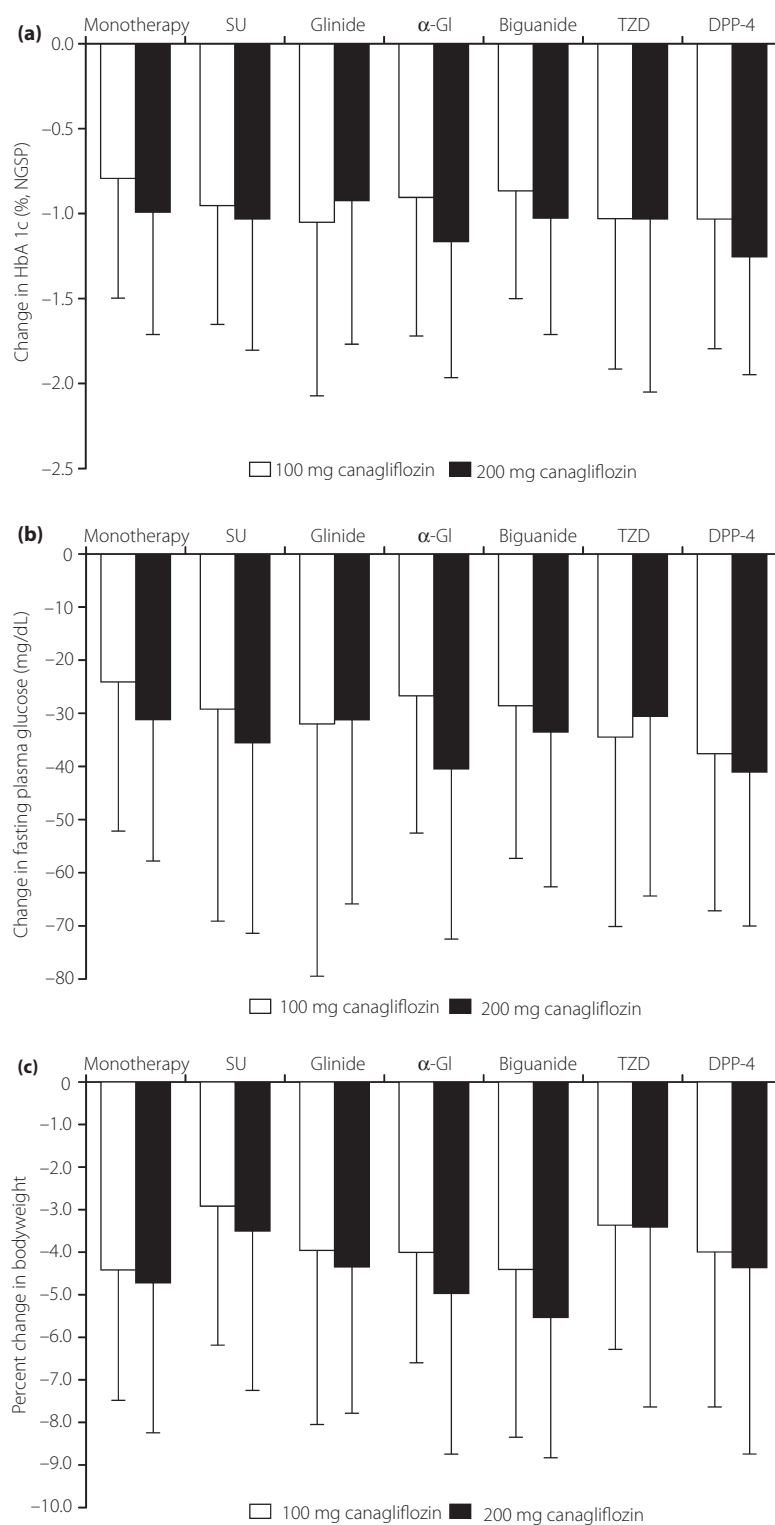 (a)
Monotherapy SU Glinide α-GI Biguanide TZD DPP-4
Change in HbA 1c (%, NGSP)
0.0
−0.5
−1.0
−1.5
−2.0
−2.5
100 mg canagliflozin 200 mg canagliflozin
(b)
Monotherapy SU Glinide α-GI Biguanide TZD DPP-4
Change in fasting plasma glucose (mg/dL)
0
−10
−20
−30
−40
−50
−60
−70
−80
100 mg canagliflozin 200 mg canagliflozin
(c)
Monotherapy SU Glinide α-GI Biguanide TZD DPP-4
Percent change in bodyweight
0
−1.0
−2.0
−3.0
−4.0
−5.0
−6.0
−7.0
−8.0
−9.0
−10.0
100 mg canagliflozin 200 mg canagliflozin